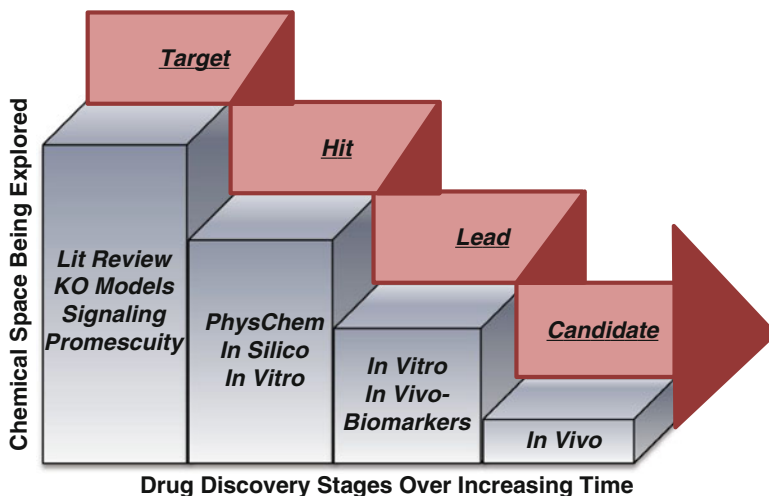 Chemical Space Being Explored
Target
Hit
Lead
Candidate
Lit Review
KO Models
Signaling
Promescuity
PhysChem
In Silico
In Vitro
In Vitro
In Vivo-
Biomarkers
In Vivo
Drug Discovery Stages Over Increasing Time